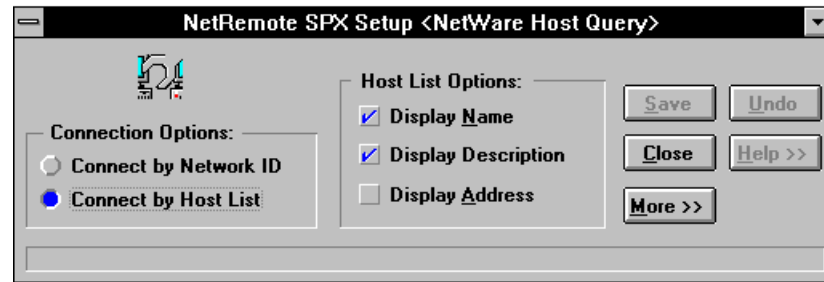 NetRemote SPX Setup <NetWare Host Query>
Connection Options:
Connect by Network ID
Connect by Host List
Host List Options:
Display Name
Display Description
Display Address
Save
Undo
Close
Help >>
More >>